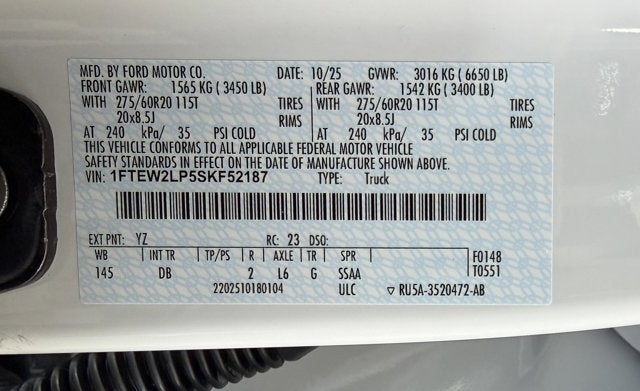 MFD. BY FORD MOTOR CO. DATE: 10/25 GVWR: 3016 KG ( 6650 LB)
FRONT GAWR: 1565 KG ( 3450 LB) REAR GAWR: 1542 KG ( 3400 LB)
WITH 275/60R20 115T TIRES WITH 275/60R20 115T TIRES
20x8.5J RIMS 20x8.5J RIMS
AT 240 kPa/ 35 PSI COLD AT 240 kPa/ 35 PSI COLD
THIS VEHICLE CONFORMS TO ALL APPLICABLE FEDERAL MOTOR VEHICLE
SAFETY STANDARDS IN EFFECT ON THE DATE OF MANUFACTURE SHOWN ABOVE.
VIN: 1FTEW2LP5SKF52187 TYPE: Truck
EXT PNT: YZ RC: 23 DSO:
WB INT TR TP/PS R AXLE TR SPR F0148
145 DB 2 L6 G SSAA T0551
2202510180104 ULC ▽ RU5A-3520472-AB